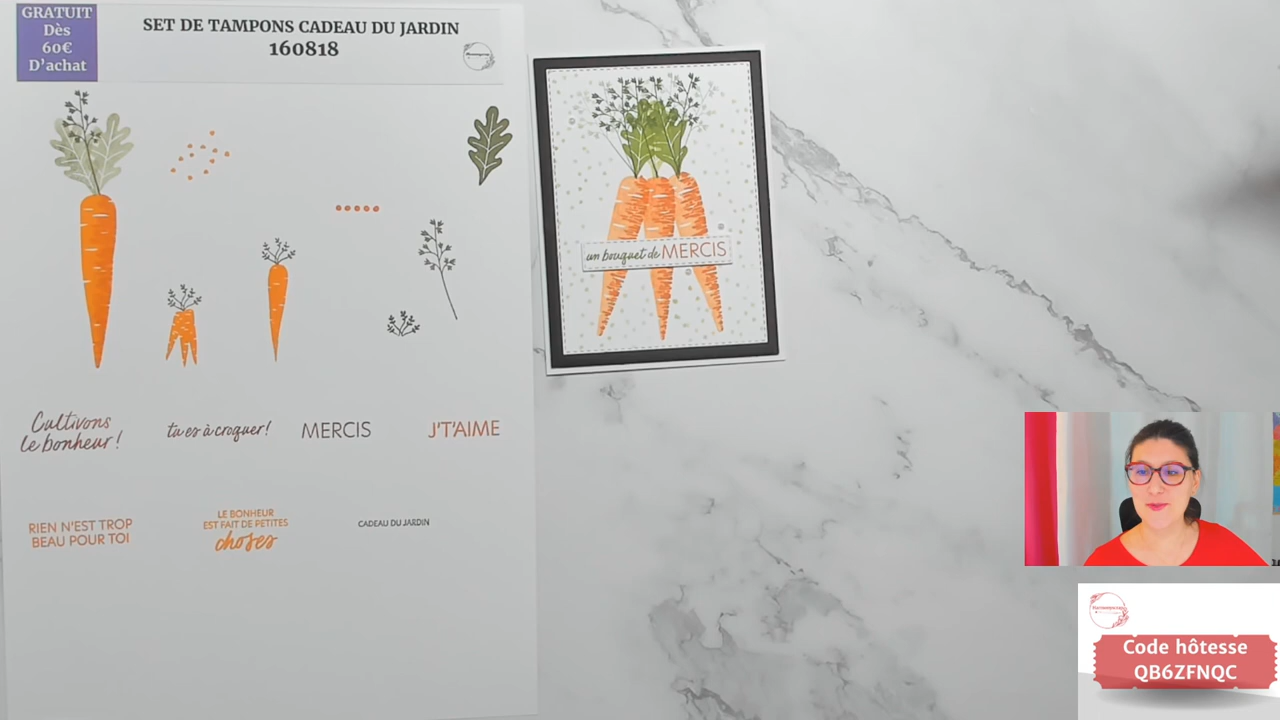 GRATUIT
Dès
60€
D'achat
SET DE TAMPONS CADEAU DU JARDIN
160818
un bouquet de MERCIS
Cultivons
le bonheur !
tu es à croquer !
MERCIS
J'T'AIME
RIEN N'EST TROP
BEAU POUR TOI
LE BONHEUR
EST FAIT DE PETITES
choses
CADEAU DU JARDIN
Code hôtesse
QB6ZFNQC